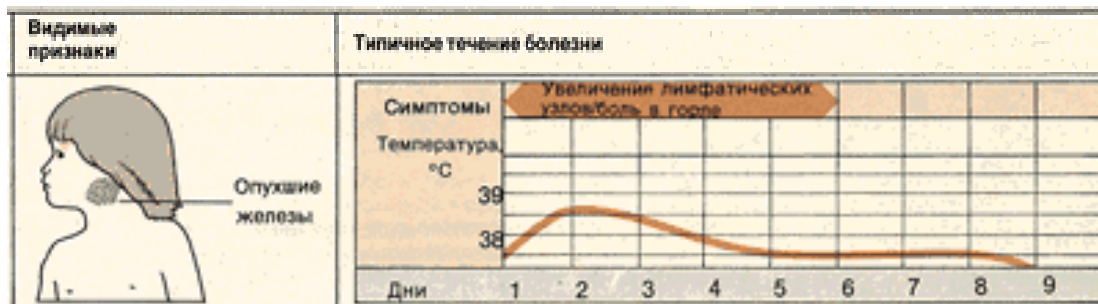 Видимые
признаки
Типичное течение болезни
Опухшие
железы
Симптомы
Увеличения лимфатических
узлов/боль в горле
Температура,
°C
39
38
Дни 1 2 3 4 5 6 7 8 9